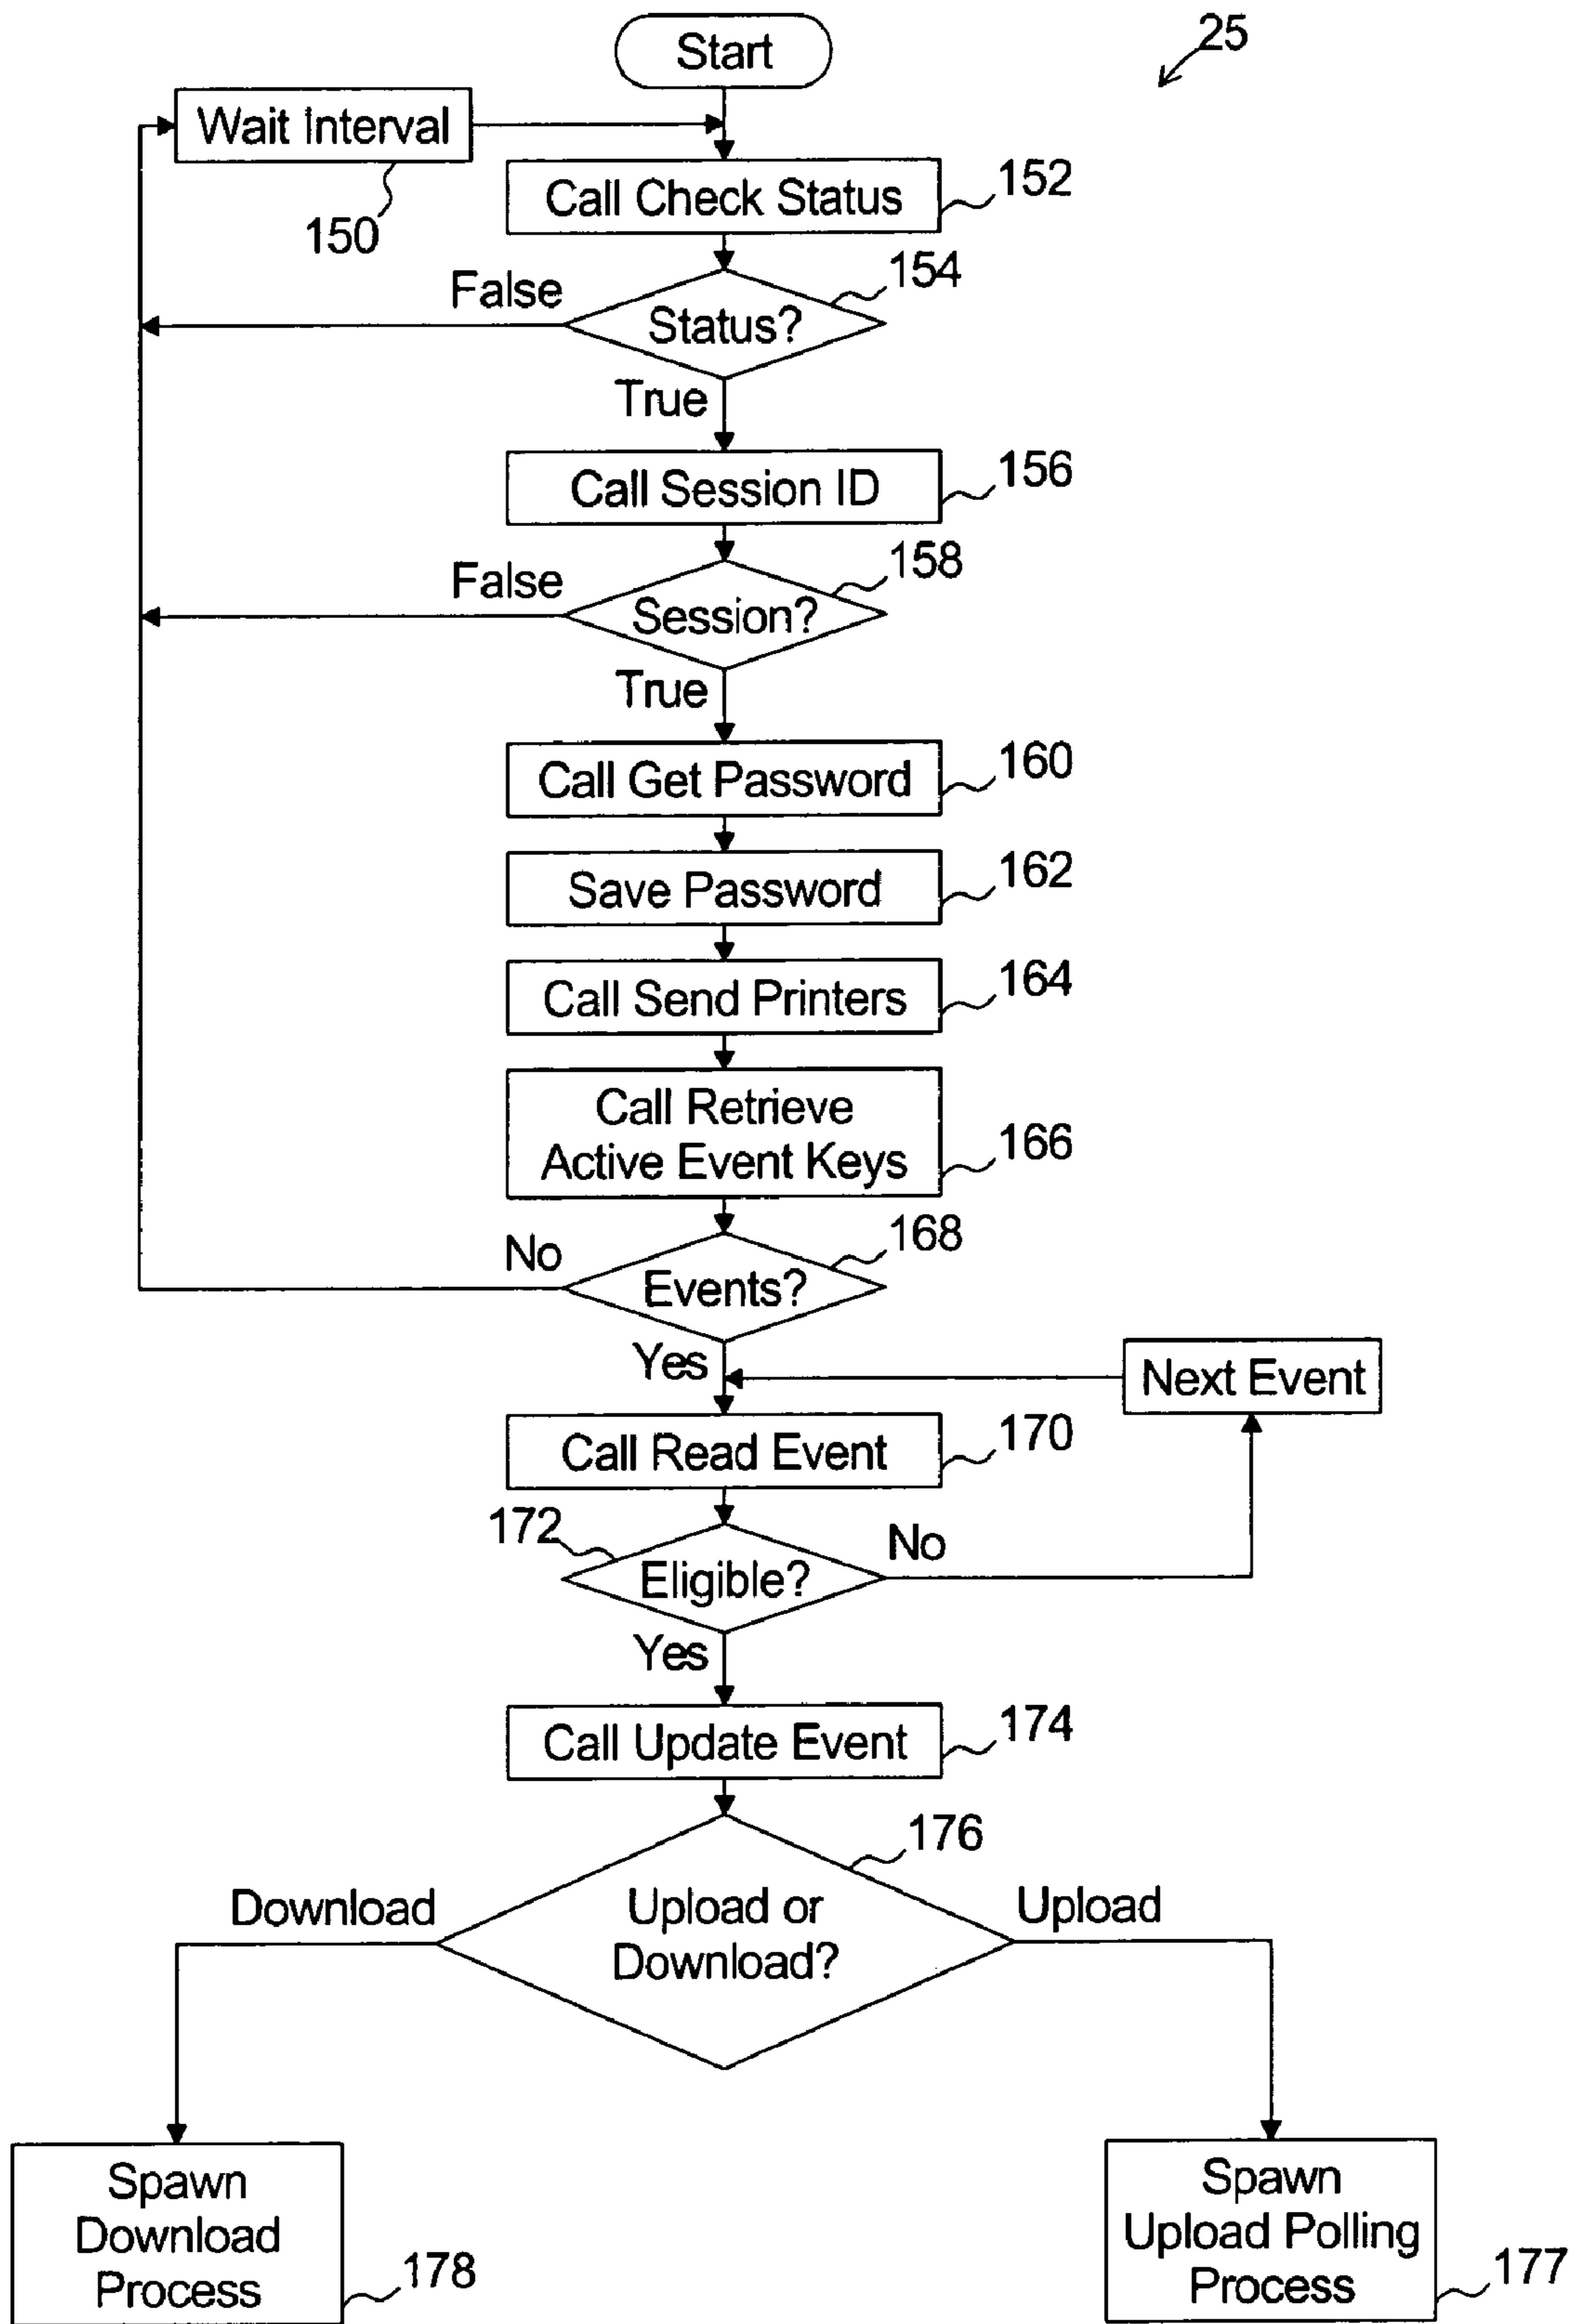 Start
25
Wait Interval
150
Call Check Status
152
154
False
Status?
True
Call Session ID
156
158
False
Session?
True
Call Get Password
160
Save Password
162
Call Send Printers
164
Call Retrieve
Active Event Keys
166
168
No
Events?
Yes
Next Event
Call Read Event
170
172
No
Eligible?
Yes
Call Update Event
174
176
Download
Upload or
Download?
Upload
Spawn
Download
Process
178
Spawn
Upload Polling
Process
177